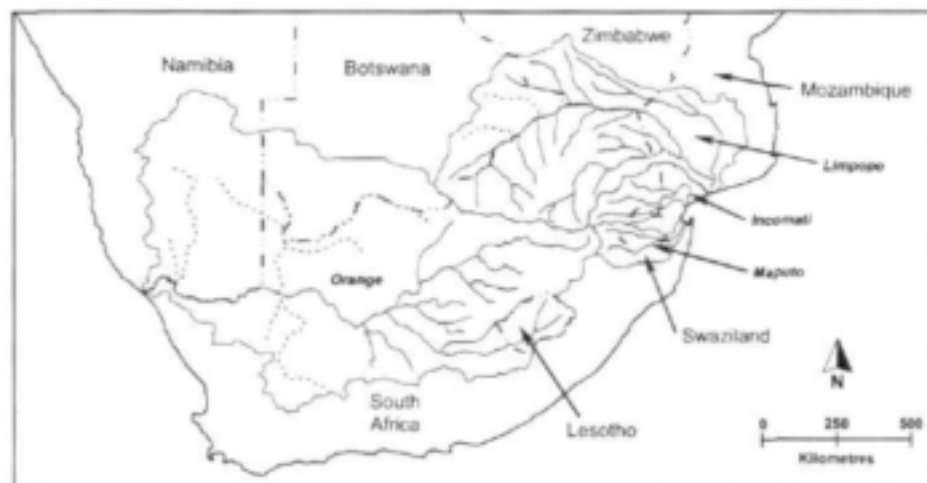 Zimbabwe
Namibia
Botswana
Mozambique
Limpopo
Incomati
Orange
Maputo
Swaziland
South
Africa
Lesotho
N
0 250 500
Kilometres